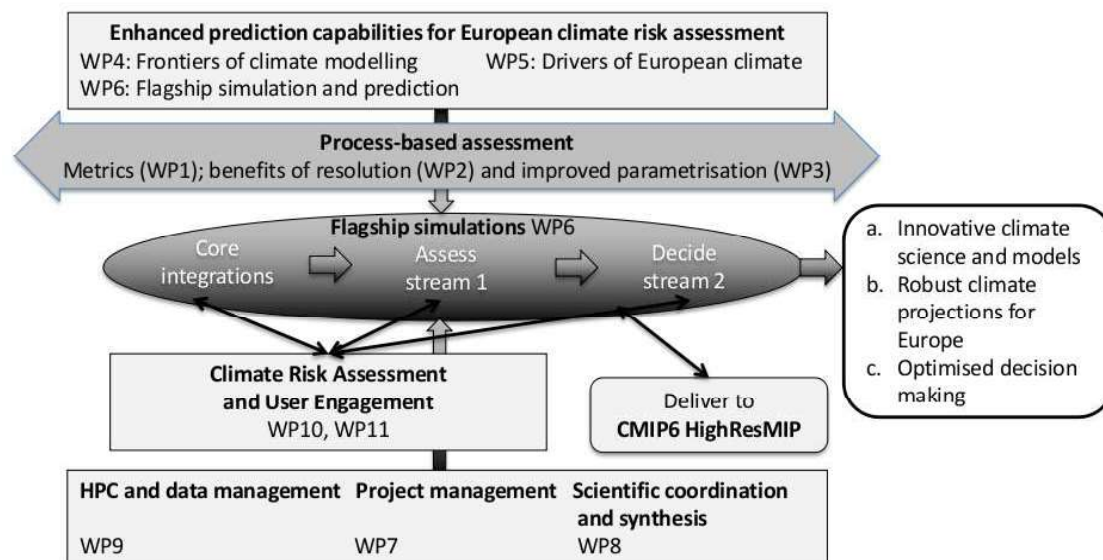 Enhanced prediction capabilities for European climate risk assessment
WP4: Frontiers of climate modelling WP5: Drivers of European climate
WP6: Flagship simulation and prediction
Process-based assessment
Metrics (WP1); benefits of resolution (WP2) and improved parametrisation (WP3)
Flagship simulations WP6
Core
integrations
Assess
stream 1
Decide
stream 2
a. Innovative climate
science and models
b. Robust climate
projections for
Europe
c. Optimised decision
making
Climate Risk Assessment
and User Engagement
WP10, WP11
Deliver to
CMIP6 HighResMIP
HPC and data management
WP9
Project management
WP7
Scientific coordination
and synthesis
WP8